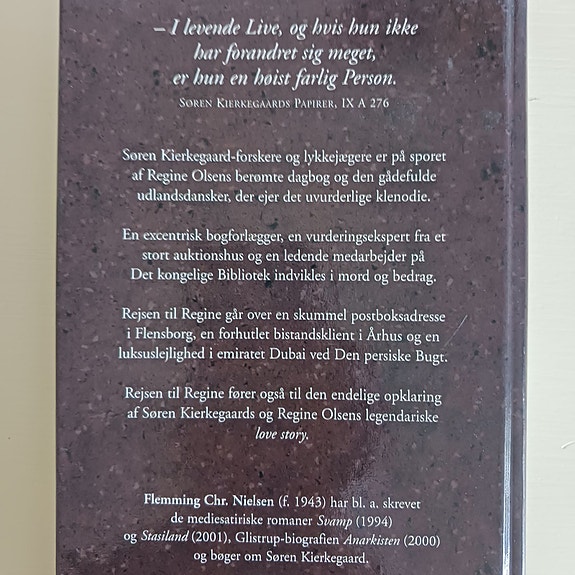 – I levende Live, og hvis hun ikke
har forandret sig meget,
er hun en høist farlig Person.
Søren Kierkegaards Papirer, IX A 276
Søren Kierkegaard-forskere og lykkejægere er på sporet
af Regine Olsens berømte dagbog og den gådefulde
udlandsdansker, der ejer det uvurderlige klenodie.
En excentrisk bogforlægger, en vurderingsekspert fra et
stort auktionshus og en ledende medarbejder på
Det kongelige Bibliotek indvikles i mord og bedrag.
Rejsen til Regine går over en skummel postboksadresse
i Flensborg, en forhutlet bistandsklient i Århus og en
luksuslejlighed i emiratet Dubai ved Den persiske Bugt.
Rejsen til Regine fører også til den endelige opklaring
af Søren Kierkegaards og Regine Olsens legendariske
love story.
Flemming Chr. Nielsen (f. 1943) har bl. a. skrevet
de mediesatiriske romaner Svamp (1994)
og Stasiland (2001), Glistrup-biografien Anarkisten (2000)
og bøger om Søren Kierkegaard.